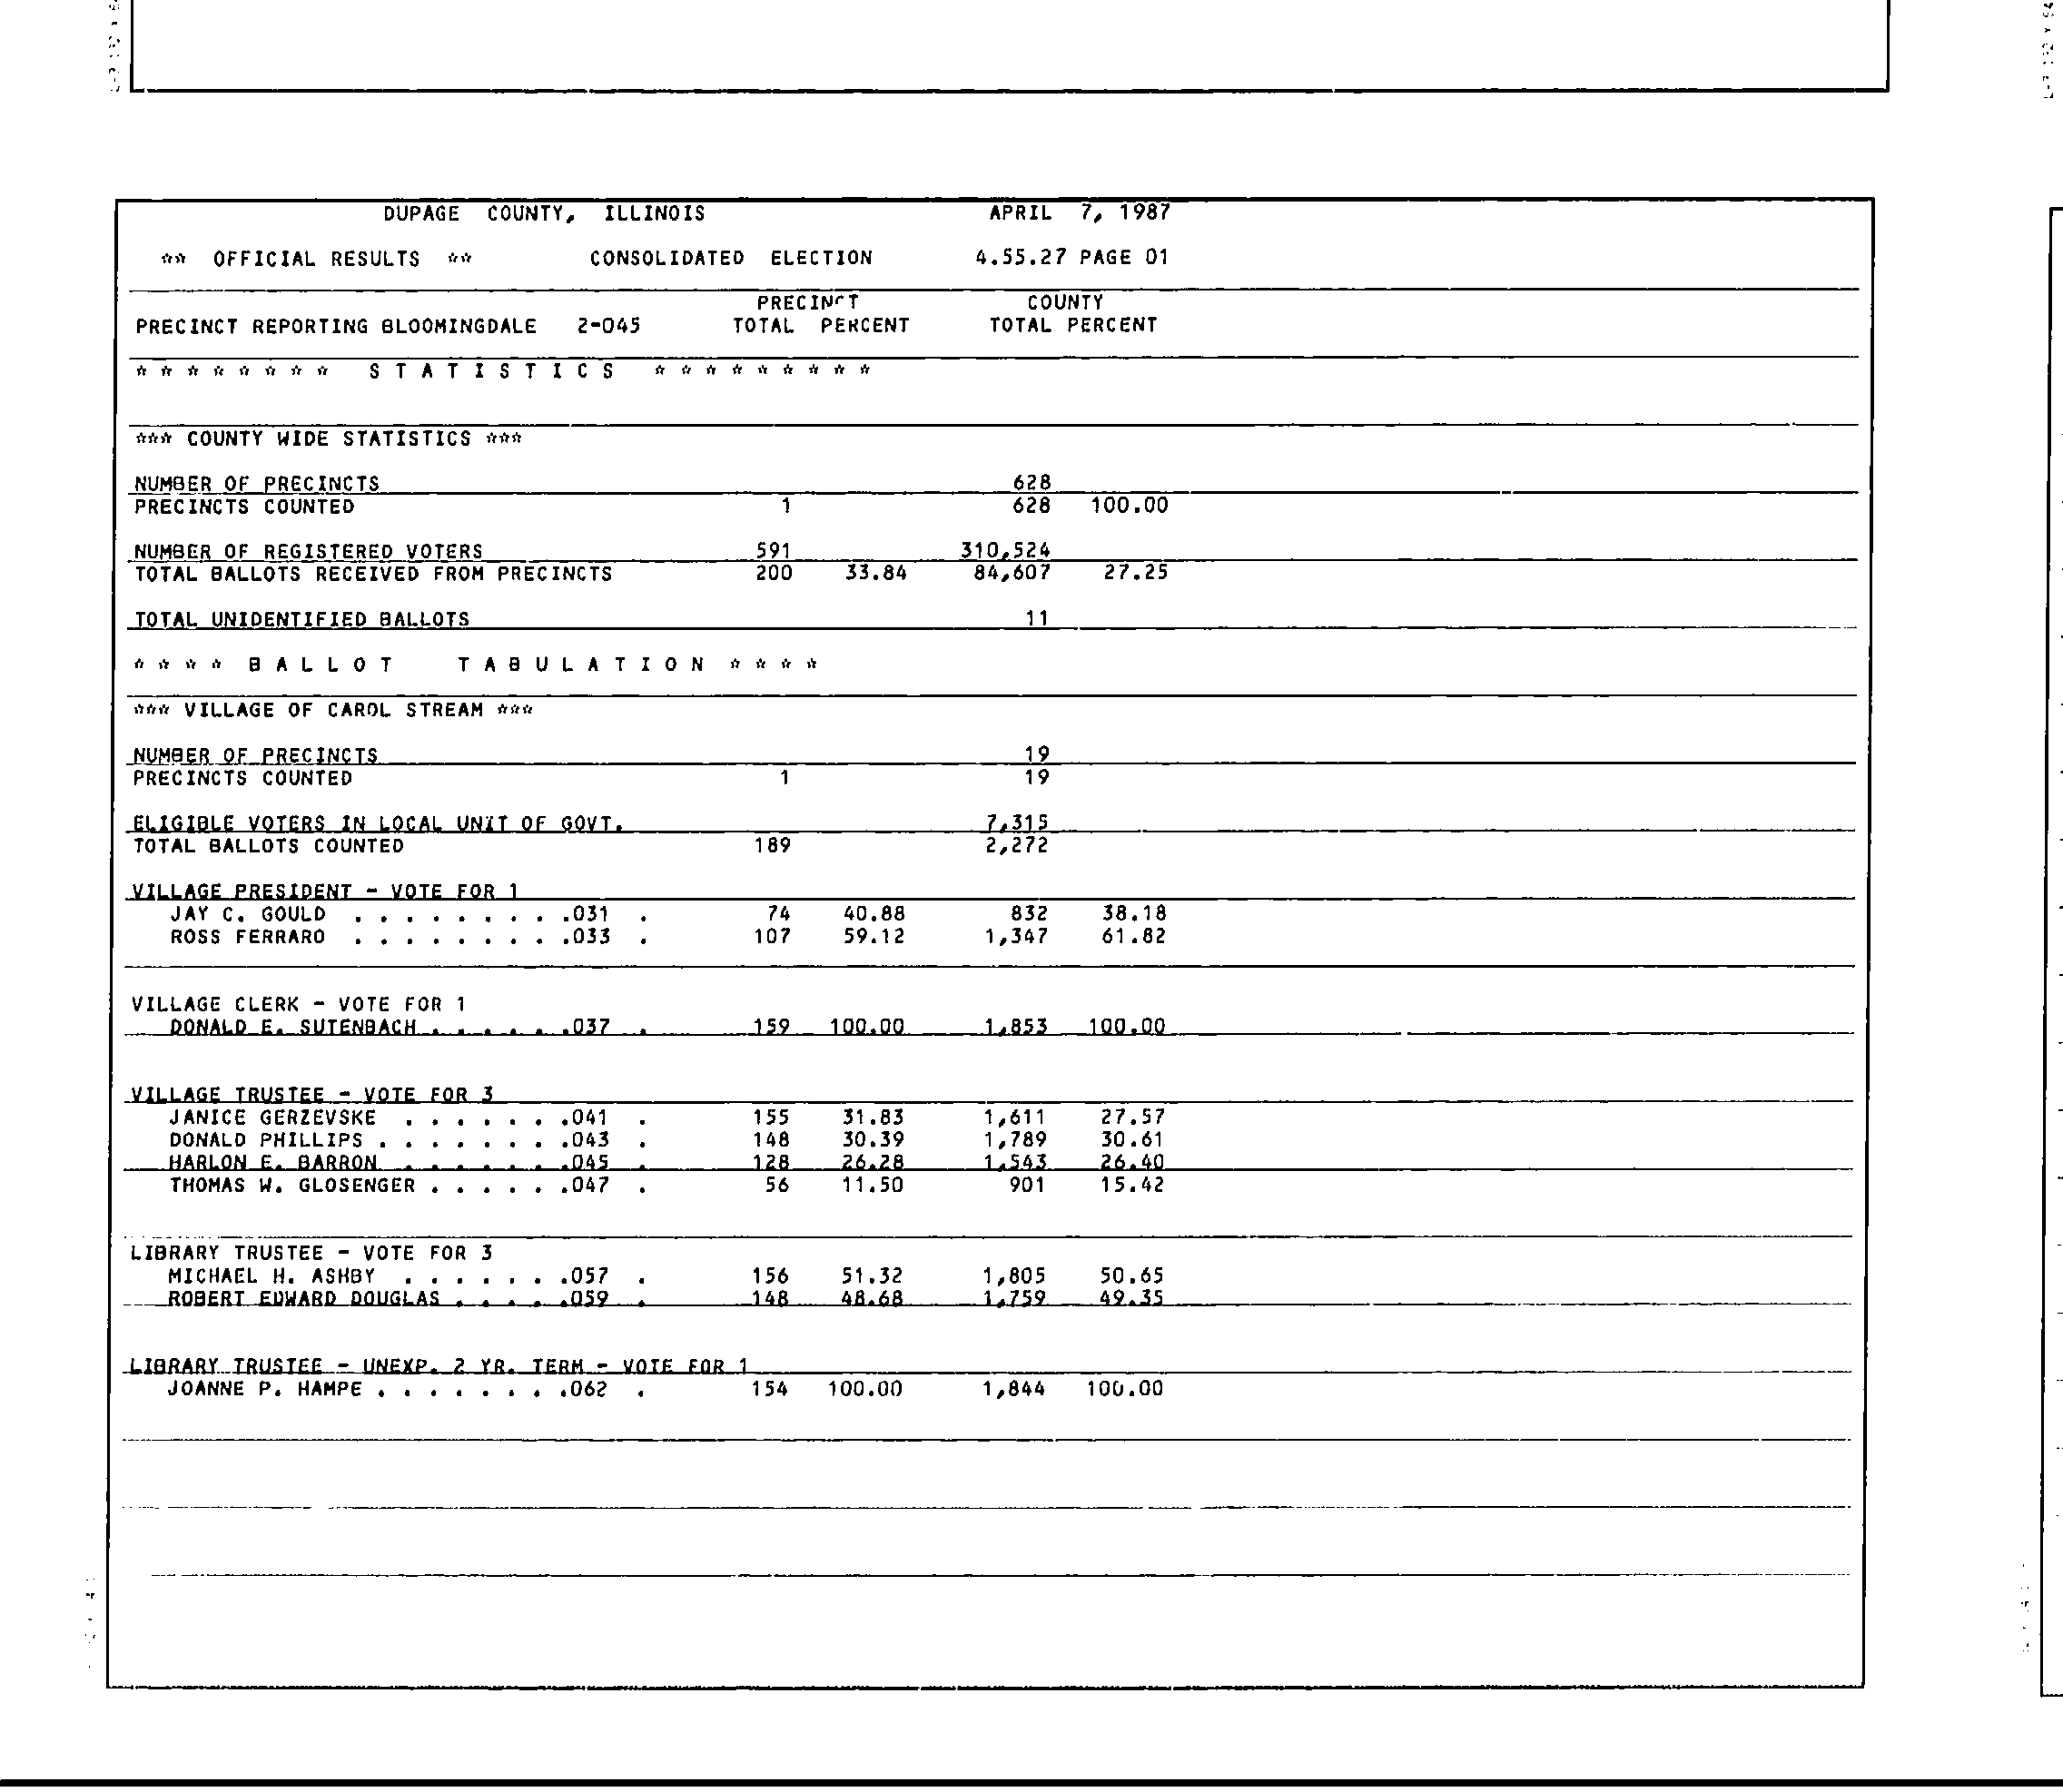 DUPAGE COUNTY, ILLINOIS APRIL 7, 1987
** OFFICIAL RESULTS ** CONSOLIDATED ELECTION 4.55.27 PAGE 01
PRECINCT COUNTY
PRECINCT REPORTING BLOOMINGDALE 2-045 TOTAL PERCENT TOTAL PERCENT
* * * * * * * * S T A T I S T I C S * * * * * * * * *
*** COUNTY WIDE STATISTICS ***
NUMBER OF PRECINCTS 628
PRECINCTS COUNTED 1 628 100.00
NUMBER OF REGISTERED VOTERS 591 310,524
TOTAL BALLOTS RECEIVED FROM PRECINCTS 200 33.84 84,607 27.25
TOTAL UNIDENTIFIED BALLOTS 11
* * * * B A L L O T T A B U L A T I O N * * * *
*** VILLAGE OF CAROL STREAM ***
NUMBER OF PRECINCTS 19
PRECINCTS COUNTED 1 19
ELIGIBLE VOTERS IN LOCAL UNIT OF GOVT. 7,315
TOTAL BALLOTS COUNTED 189 2,272
VILLAGE PRESIDENT - VOTE FOR 1
JAY C. GOULD . . . . . . . .031 . 74 40.88 832 38.18
ROSS FERRARO . . . . . . . .033 . 107 59.12 1,347 61.82
VILLAGE CLERK - VOTE FOR 1
DONALD E. SUTENBACH . . . . . .037 . 159 100.00 1,853 100.00
VILLAGE TRUSTEE - VOTE FOR 3
JANICE GERZEVSKE . . . . . . .041 . 155 31.83 1,611 27.57
DONALD PHILLIPS . . . . . . . .043 . 148 30.39 1,789 30.61
HARLON E. BARRON . . . . . . .045 . 128 26.28 1,543 26.40
THOMAS W. GLOSENGER . . . . . .047 . 56 11.50 901 15.42
LIBRARY TRUSTEE - VOTE FOR 3
MICHAEL H. ASHBY . . . . . . .057 . 156 51.32 1,805 50.65
ROBERT EDWARD DOUGLAS . . . . .059 . 148 48.68 1,759 49.35
LIBRARY TRUSTEE - UNEXP. 2 YR. TERM - VOTE FOR 1
JOANNE P. HAMPE . . . . . . . .062 . 154 100.00 1,844 100.00